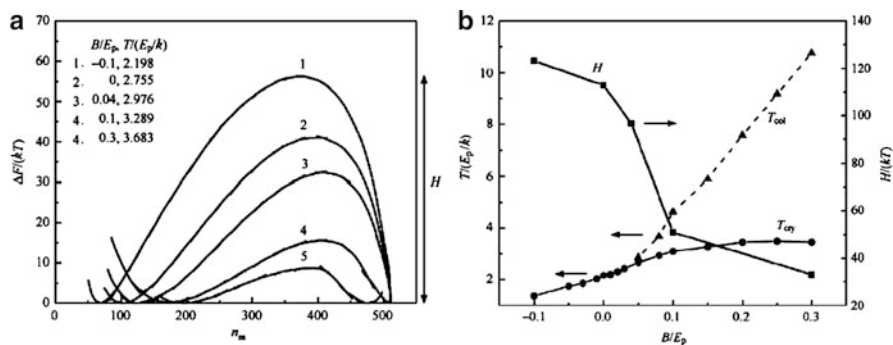 a
70
60
50
40
30
20
10
0
ΔF/(kT)
B/Eₚ, T/(Eₚ/k)
1. −0.1, 2.198
2. 0, 2.755
3. 0.04, 2.976
4. 0.1, 3.289
4. 0.3, 3.683
1
2
3
4
5
H
0 100 200 300 400 500
nₘ
b
12
10
8
6
4
2
T/(Eₚ/k)
H
T_col
T_cry
140
120
100
80
60
40
20
H/(kT)
−0.1 0.0 0.1 0.2 0.3
B/Eₚ